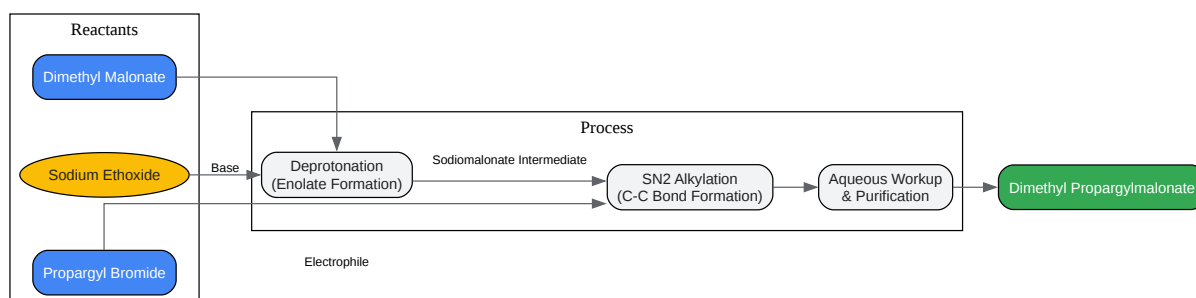 Reactants
Dimethyl Malonate
Process
Sodium Ethoxide
Base
Deprotonation
(Enolate Formation)
Sodiomalonate Intermediate
SN2 Alkylation
(C-C Bond Formation)
Aqueous Workup
& Purification
Dimethyl Propargylmalonate
Propargyl Bromide
Electrophile